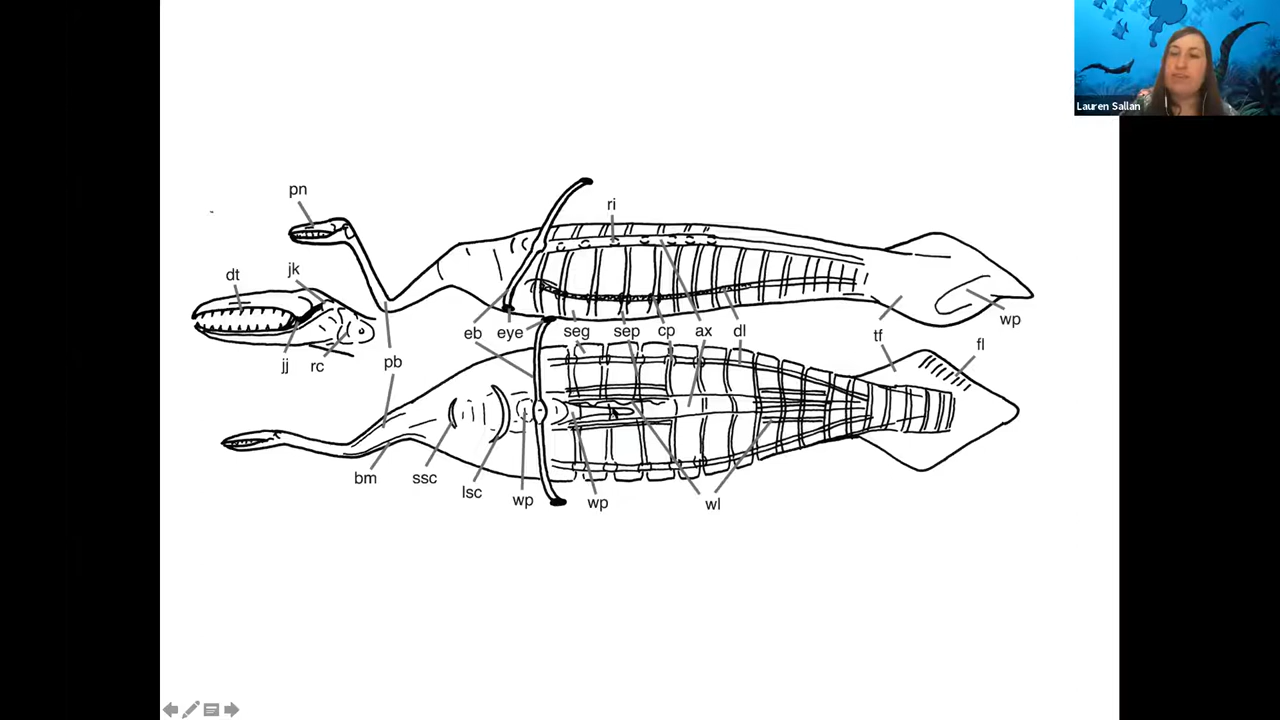 Lauren Sallan
pn
ri
dt
jk
wp
eb
eye
seg
sep
cp
ax
dl
tf
fl
jj
rc
pb
bm
ssc
lsc
wp
wp
wl